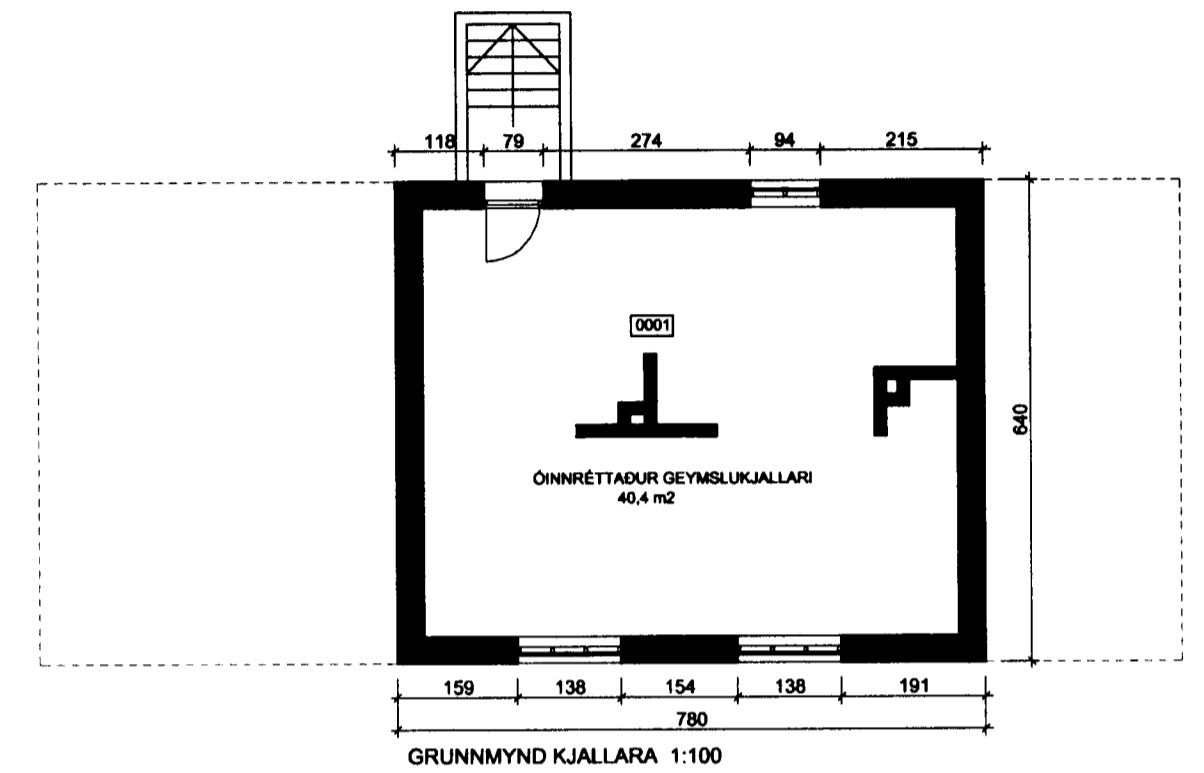 118 79 274 94 215
0001
640
ÓINNRÉTTAÐUR GEYMSLUKJALLARI
40,4 m2
159 138 154 138 191
780
GRUNNMYND KJALLARA 1:100